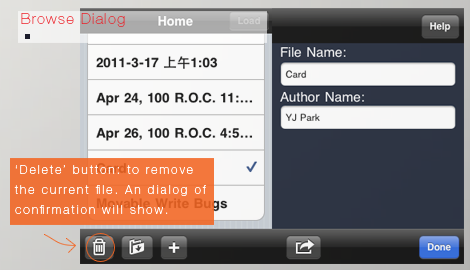 Browse Dialog
Home
Load
Help
2011-3-17 上午1:03
Apr 24, 100 R.O.C. 11:...
Apr 26, 100 R.O.C. 4:5...
Card
Movable Write Bugs
File Name:
Card
Author Name:
YJ Park
‘Delete’ button: to remove
the current file. An dialog of
confirmation will show.
Done